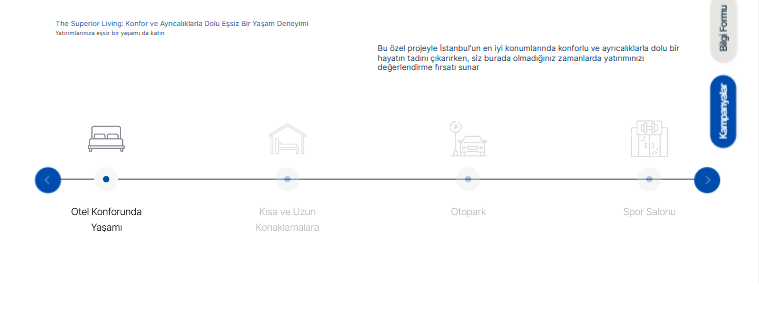 The Superior Living: Konfor ve Ayrıcalıklarla Dolu Eşsiz Bir Yaşam Deneyimi
Yatırımlarınıza eşsiz bir yaşamı da katın
Bu özel projeyle İstanbul'un en iyi konumlarında konforlu ve ayrıcalıklarla dolu bir
hayatın tadını çıkarırken, siz burada olmadığınız zamanlarda yatırımınızı
değerlendirme fırsatı sunar
Bilgi Formu
Kampanyalar
P
Otel Konforunda
Yaşamı
Kısa ve Uzun
Konaklamalara
Otopark
Spor Salonu